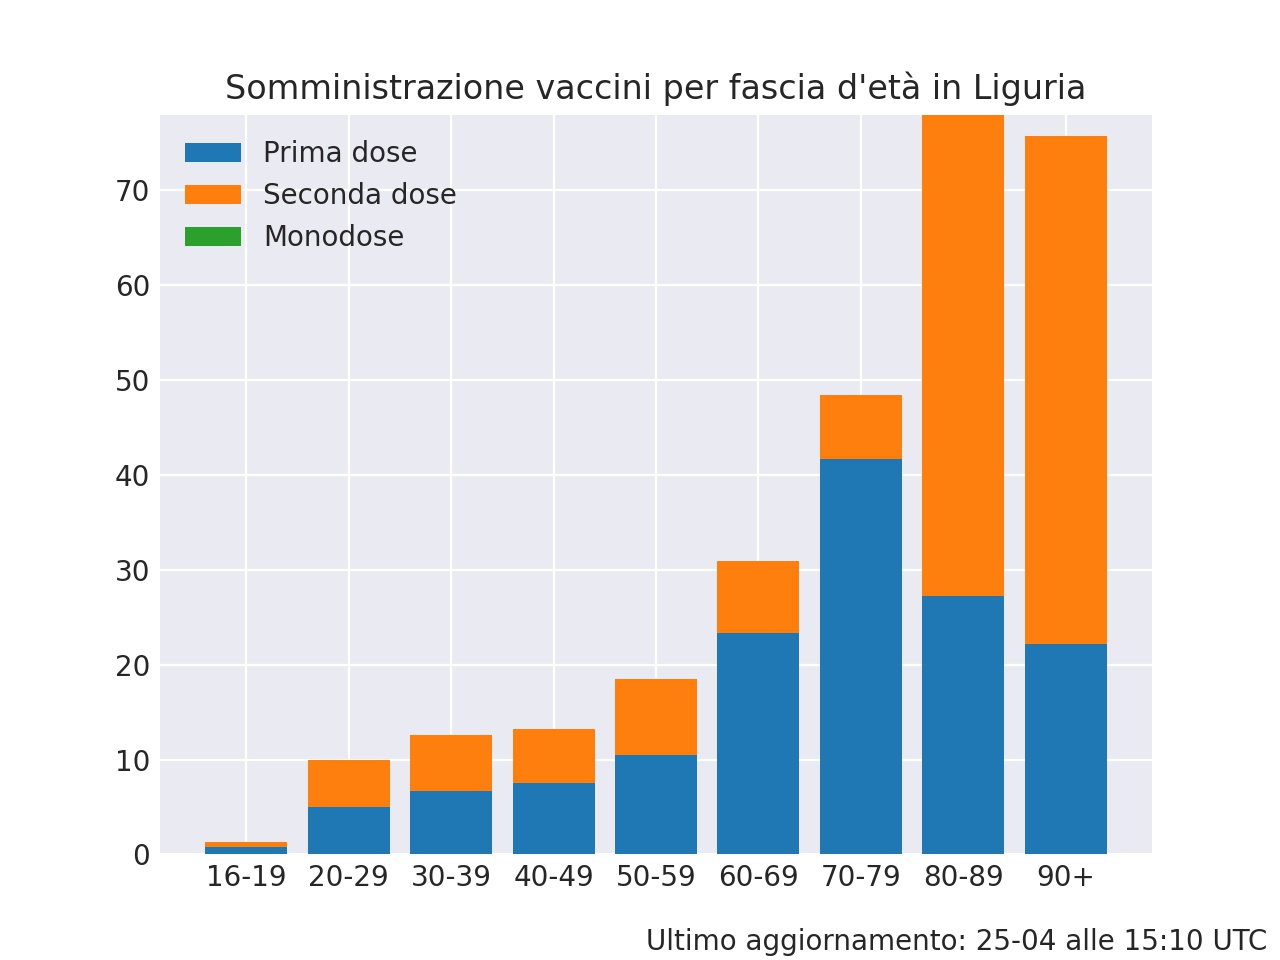 Somministrazione vaccini per fascia d'età in Liguria
Prima dose
Seconda dose
Monodose
70
60
50
40
30
20
10
0
16-19 20-29 30-39 40-49 50-59 60-69 70-79 80-89 90+
Ultimo aggiornamento: 25-04 alle 15:10 UTC